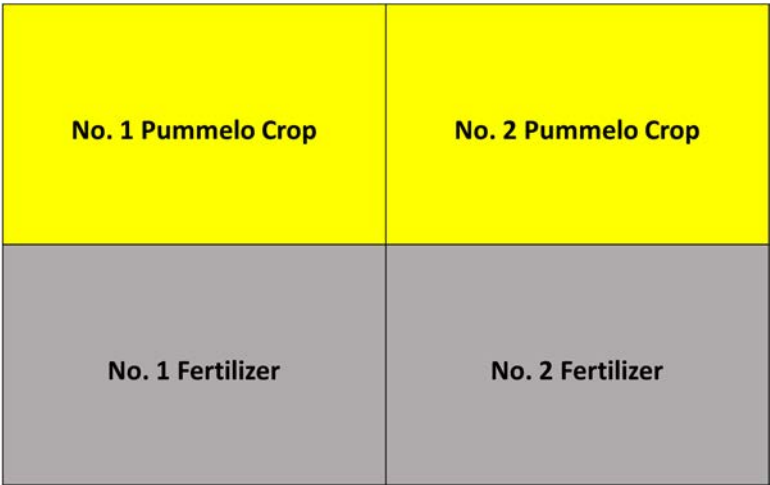 No. 1 Pummelo Crop
No. 2 Pummelo Crop
No. 1 Fertilizer
No. 2 Fertilizer